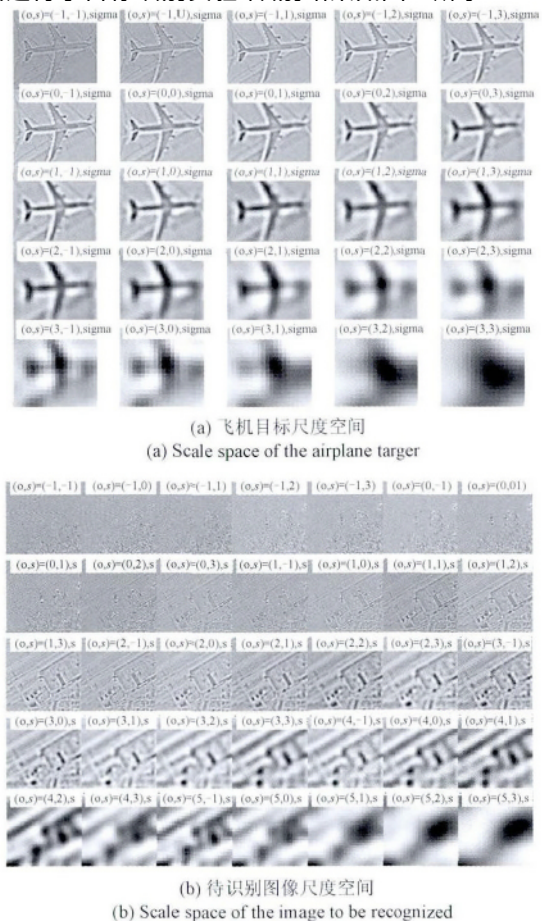 (o,s)=(-1,-1),sigma (o,s)=(-1,U),sigma (o,s)=(-1,1),sigma (o,s)=(-1,2),sigma (o,s)=(-1,3),sigma
(o,s)=(0,-1),sigma (o,s)=(0,0),sigma (o,s)=(0,1),sigma (o,s)=(0,2),sigma (o,s)=(0,3),sigma
(o,s)=(1,-1),sigma (o,s)=(1,0),sigma (o,s)=(1,1),sigma (o,s)=(1,2),sigma (o,s)=(1,3),sigma
(o,s)=(2,-1),sigma (o,s)=(2,0),sigma (o,s)=(2,1),sigma (o,s)=(2,2),sigma (o,s)=(2,3),sigma
(o,s)=(3,-1),sigma (o,s)=(3,0),sigma (o,s)=(3,1),sigma (o,s)=(3,2),sigma (o,s)=(3,3),sigma
(a) 飞机目标尺度空间
(a) Scale space of the airplane targer
(o,s)=(-1,-1) (o,s)=(-1,0) (o,s)=(-1,1) (o,s)=(-1,2) (o,s)=(-1,3) (o,s)=(0,-1) (o,s)=(0,01)
(o,s)=(0,1),s (o,s)=(0,2),s (o,s)=(0,3),s (o,s)=(1,-1),s (o,s)=(1,0),s (o,s)=(1,1),s (o,s)=(1,2),s
(o,s)=(1,3),s (o,s)=(2,-1),s (o,s)=(2,0),s (o,s)=(2,1),s (o,s)=(2,2),s (o,s)=(2,3),s (o,s)=(3,-1),s
(o,s)=(3,0),s (o,s)=(3,1),s (o,s)=(3,2),s (o,s)=(3,3),s (o,s)=(4,-1),s (o,s)=(4,0),s (o,s)=(4,1),s
(o,s)=(4,2),s (o,s)=(4,3),s (o,s)=(5,-1),s (o,s)=(5,0),s (o,s)=(5,1),s (o,s)=(5,2),s (o,s)=(5,3),s
(b) 待识别图像尺度空间
(b) Scale space of the image to be recognized